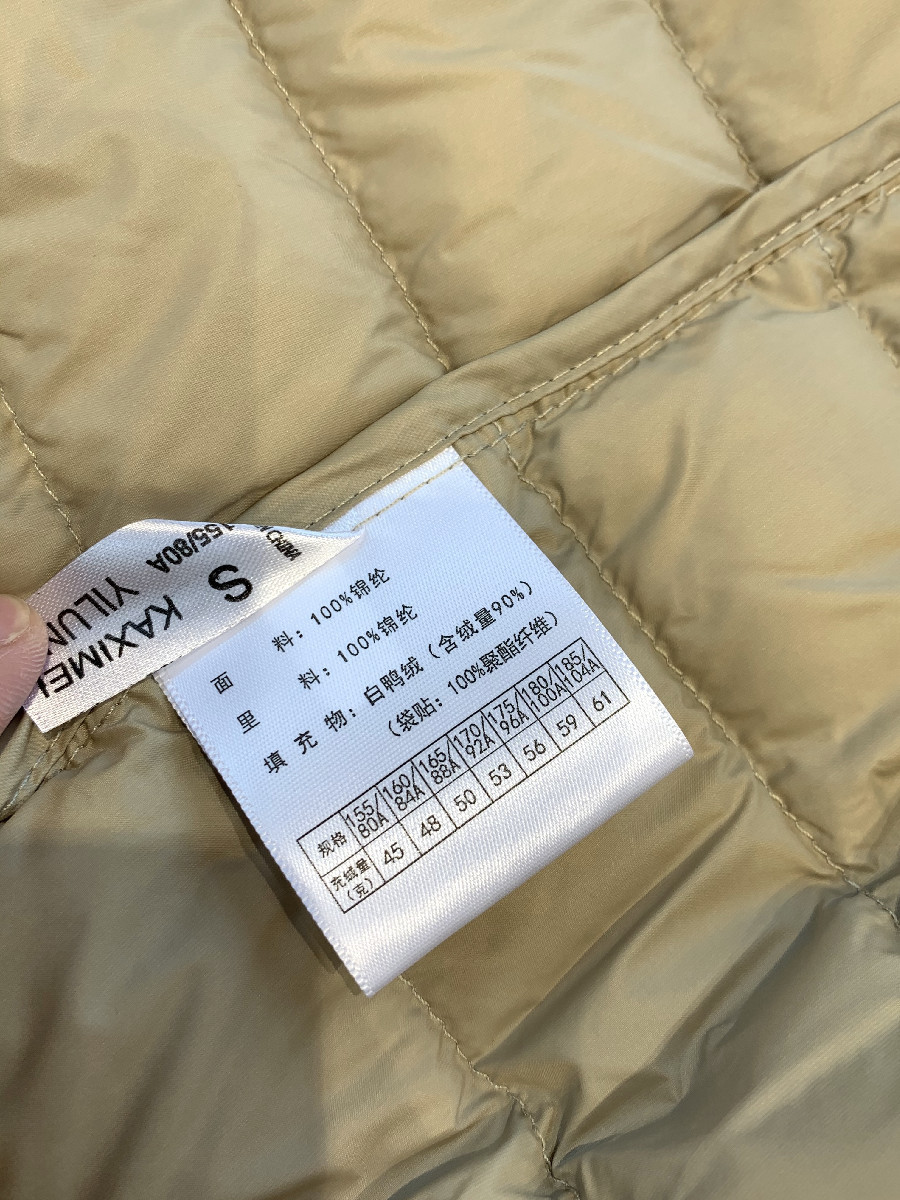 155/80A
S
面 料: 100%锦纶
里 料: 100%锦纶
填 充 物: 白鸭绒 (含绒量90%)
(袋贴: 100%聚酯纤维)
规格 155/80A 160/84A 165/88A 170/92A 175/96A 180/100A 185/104A
充绒量(克) 45 48 50 53 56 59 61